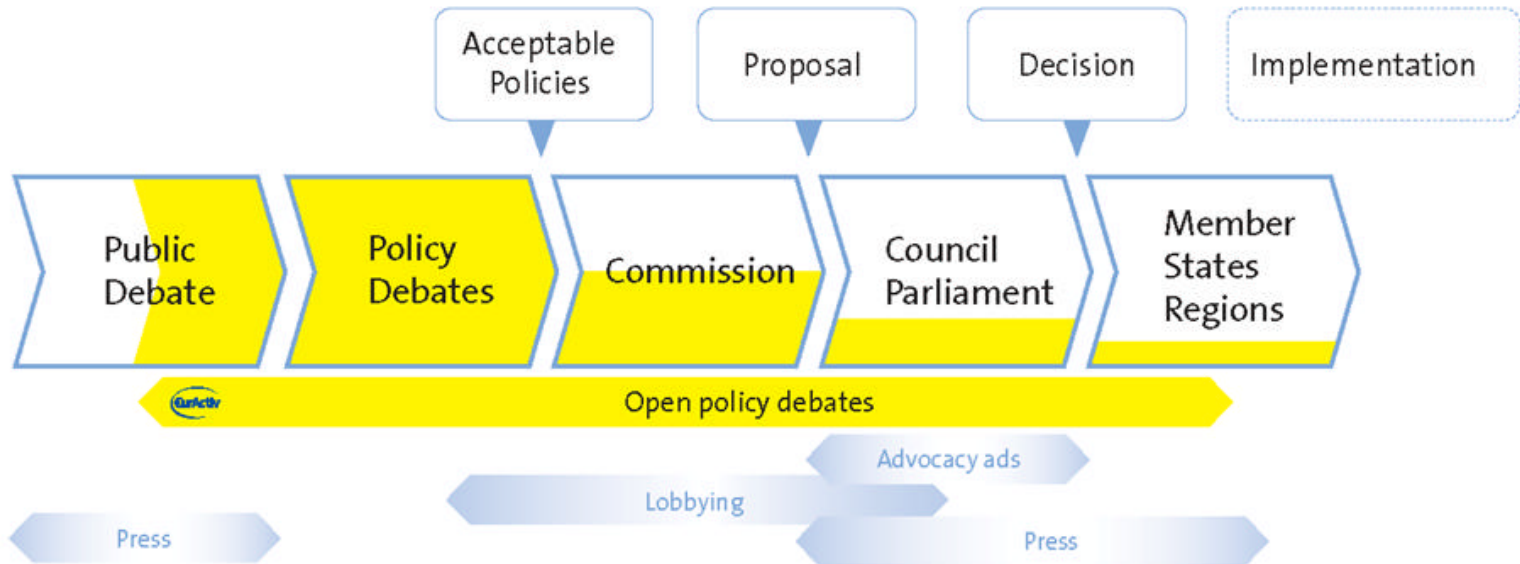 Acceptable
Policies
Proposal
Decision
Implementation
Public
Debate
Policy
Debates
Commission
Council
Parliament
Member
States
Regions
EurActiv
Open policy debates
Advocacy ads
Lobbying
Press
Press